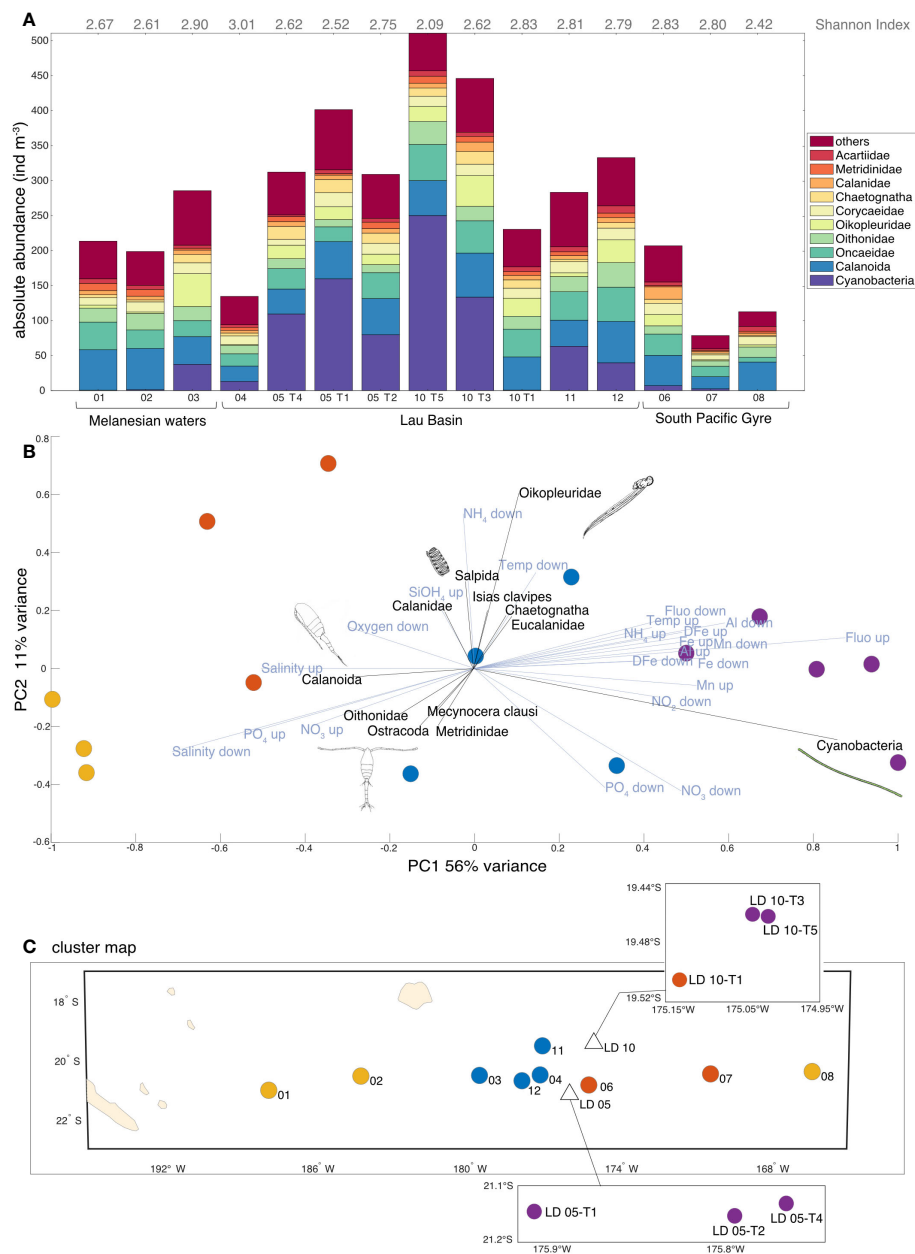 A
2.67 2.61 2.90 3.01 2.62 2.52 2.75 2.09 2.62 2.83 2.81 2.79 2.83 2.80 2.42 Shannon Index
absolute abundance (ind m⁻³)
500
450
400
350
300
250
200
150
100
50
0
others
Acartiidae
Metridinidae
Calanidae
Chaetognatha
Corycaeidae
Oikopleuridae
Oithonidae
Oncaeidae
Calanoida
Cyanobacteria
01 02 03 04 05 T4 05 T1 05 T2 10 T5 10 T3 10 T1 11 12 06 07 08
Melanesian waters Lau Basin South Pacific Gyre
B
PC2 11% variance
0.8
0.6
0.4
0.2
0
-0.2
-0.4
-0.6
Oikopleuridae
NH₄ down
Temp down
Salpida
SiOH₄ up
Isias clavipes
Calanidae
Chaetognatha
Eucalanidae
Oxygen down
Fluo down
Temp up
Al down
NH₄ up
DFe up
Fe up
Mn down
Fluo up
Al up
DFe down
Fe down
Salinity up
Calanoida
Mn up
NO₂ down
Oithonidae
Mecynocera clausi
Ostracoda
Metridinidae
NO₃ up
PO₄ up
Salinity down
Cyanobacteria
PO₄ down
NO₃ down
-1 -0.8 -0.6 -0.4 -0.2 0 0.2 0.4 0.6 0.8 1
PC1 56% variance
C cluster map
19.44°S
19.48°S
19.52°S
LD 10-T3
LD 10-T5
LD 10-T1
175.15°W 175.05°W 174.95°W
18° S
20° S
22° S
01
02
03
11
12
04
LD 10
LD 05
06
07
08
192° W 186° W 180° W 174° W 168° W
21.1°S
21.2°S
LD 05-T1
LD 05-T2
LD 05-T4
175.9°W 175.8°W